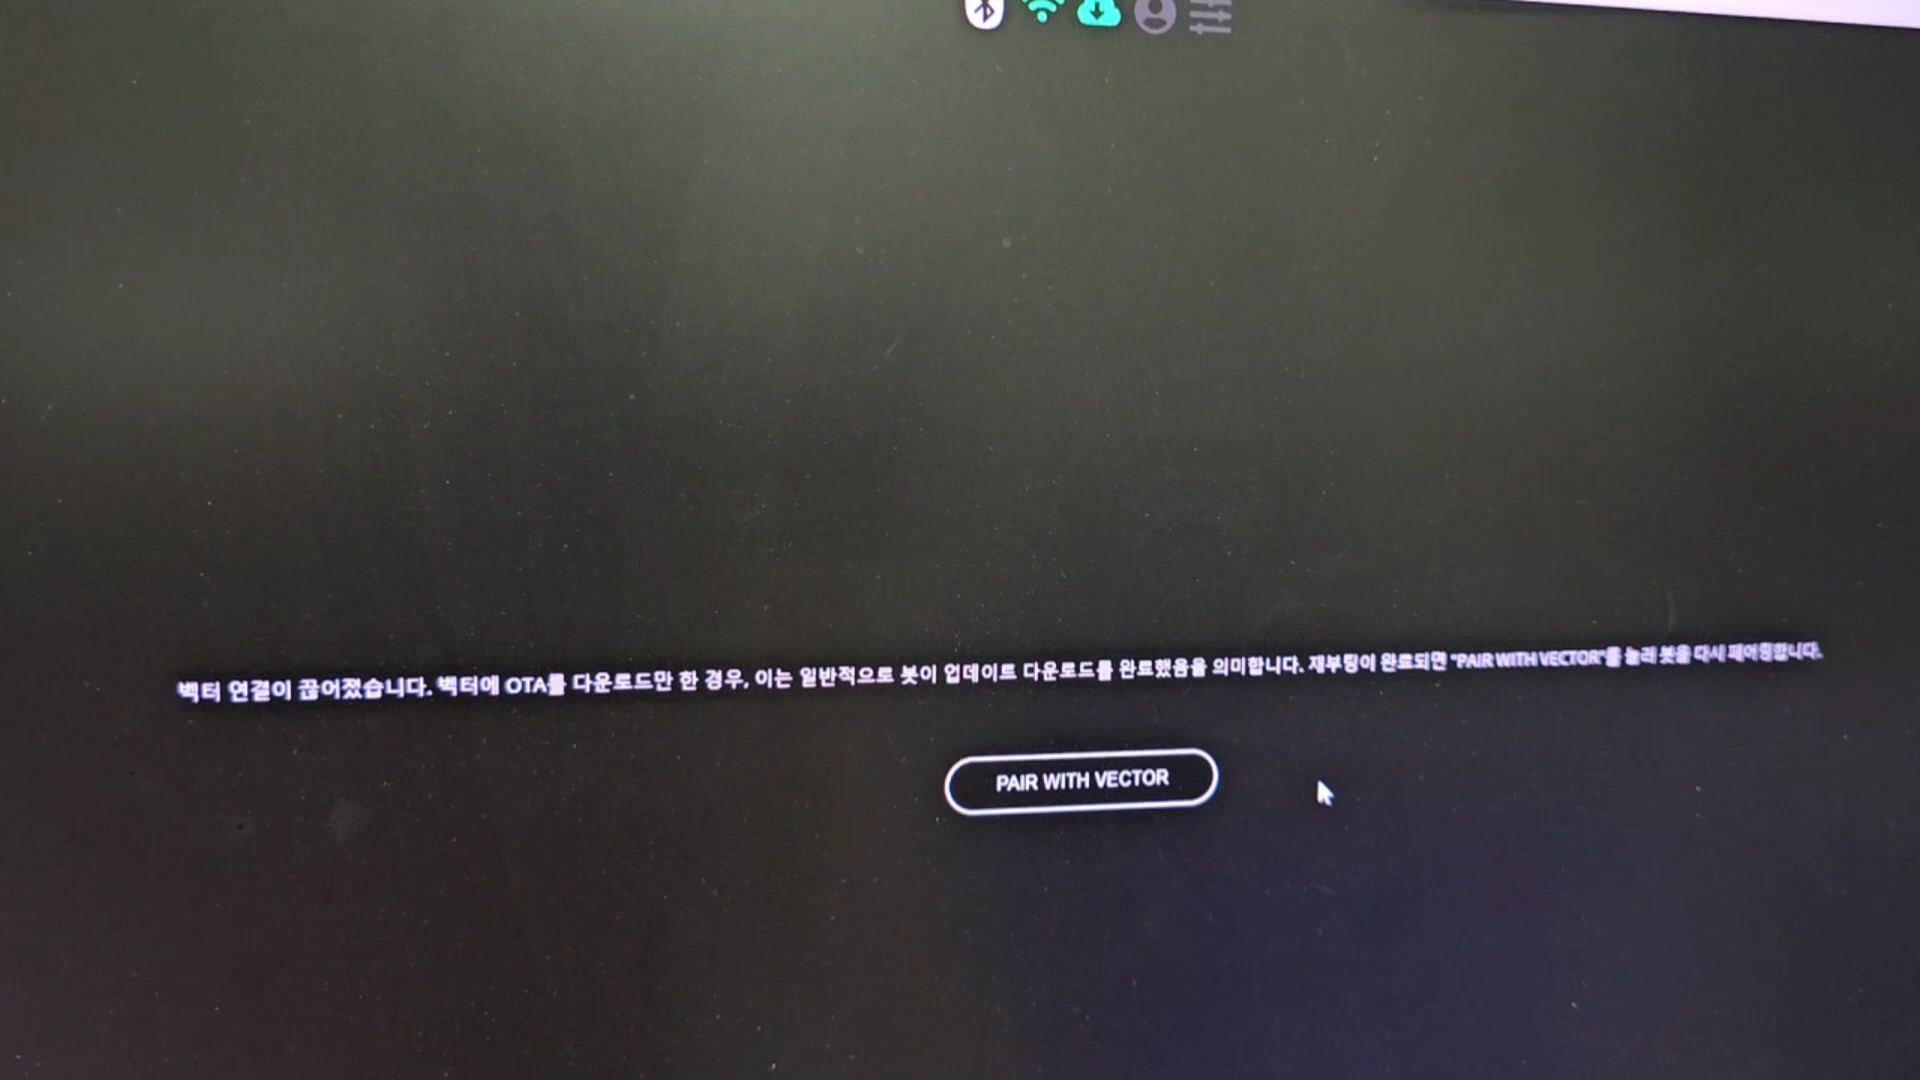 벡터 연결이 끊어졌습니다. 벡터에 OTA를 다운로드만 한 경우, 이는 일반적으로 봇이 업데이트 다운로드를 완료했음을 의미합니다. 재부팅이 완료되면 "PAIR WITH VECTOR"를 눌러 봇을 다시 페어링합니다.
PAIR WITH VECTOR